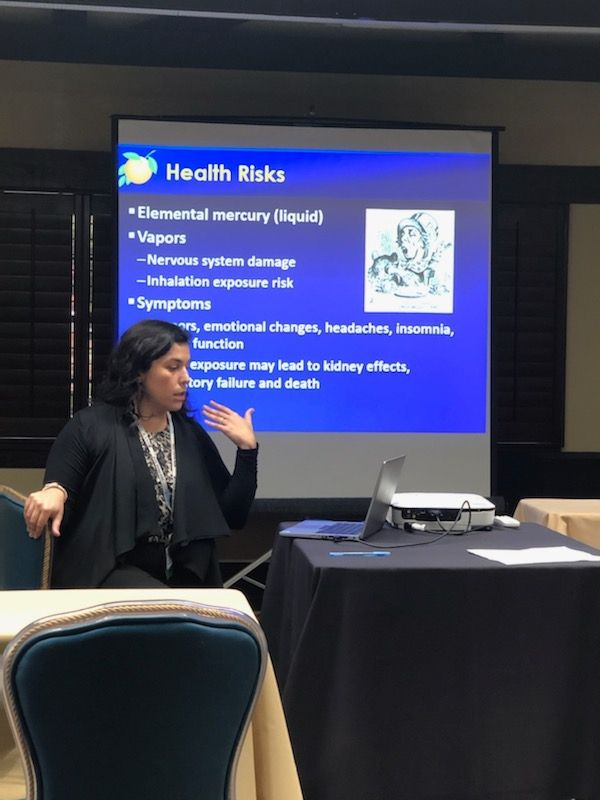 Health Risks
▪ Elemental mercury (liquid)
▪ Vapors
–Nervous system damage
–Inhalation exposure risk
▪ Symptoms
emotional changes, headaches, insomnia,
function
exposure may lead to kidney effects,
failure and death